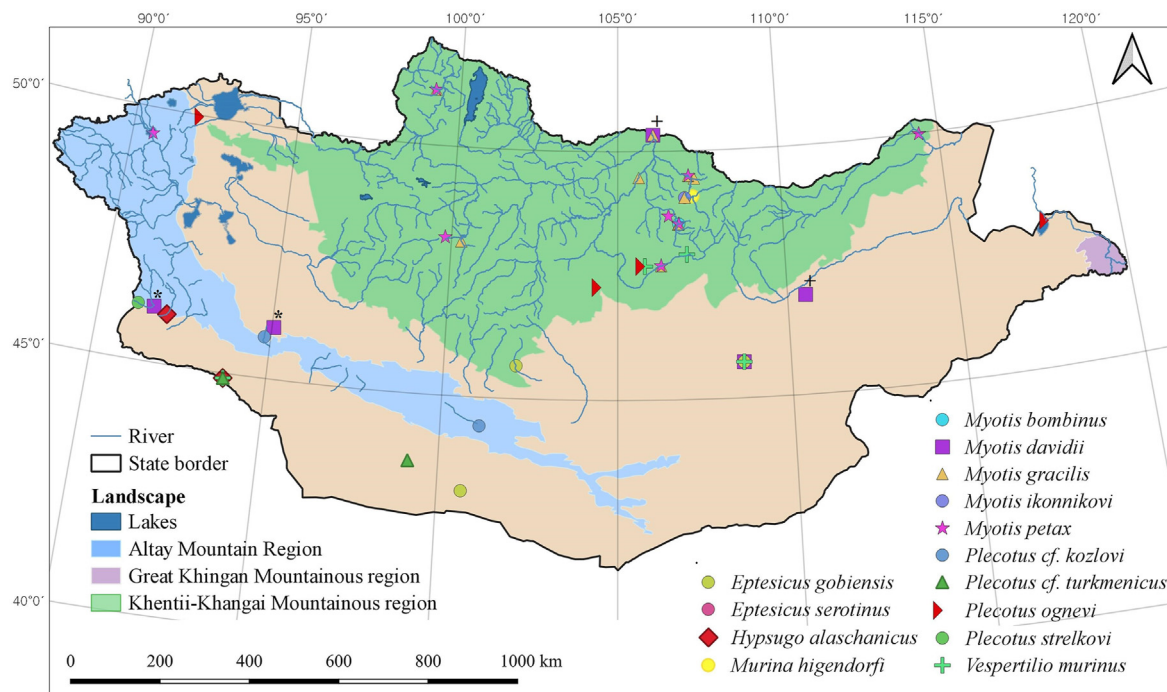 90°0′ 95°0′ 100°0′ 105°0′ 110°0′ 115°0′ 120°0′
50°0′
45°0′
40°0′
+
+
*
*
River
State border
Landscape
Lakes
Altay Mountain Region
Great Khingan Mountainous region
Khentii-Khangai Mountainous region
0 200 400 600 800 1000 km
Eptesicus gobiensis
Eptesicus serotinus
Hypsugo alaschanicus
Murina higendorfi
Myotis bombinus
Myotis davidii
Myotis gracilis
Myotis ikonnikovi
Myotis petax
Plecotus cf. kozlovi
Plecotus cf. turkmenicus
Plecotus ognevi
Plecotus strelkovi
Vespertilio murinus